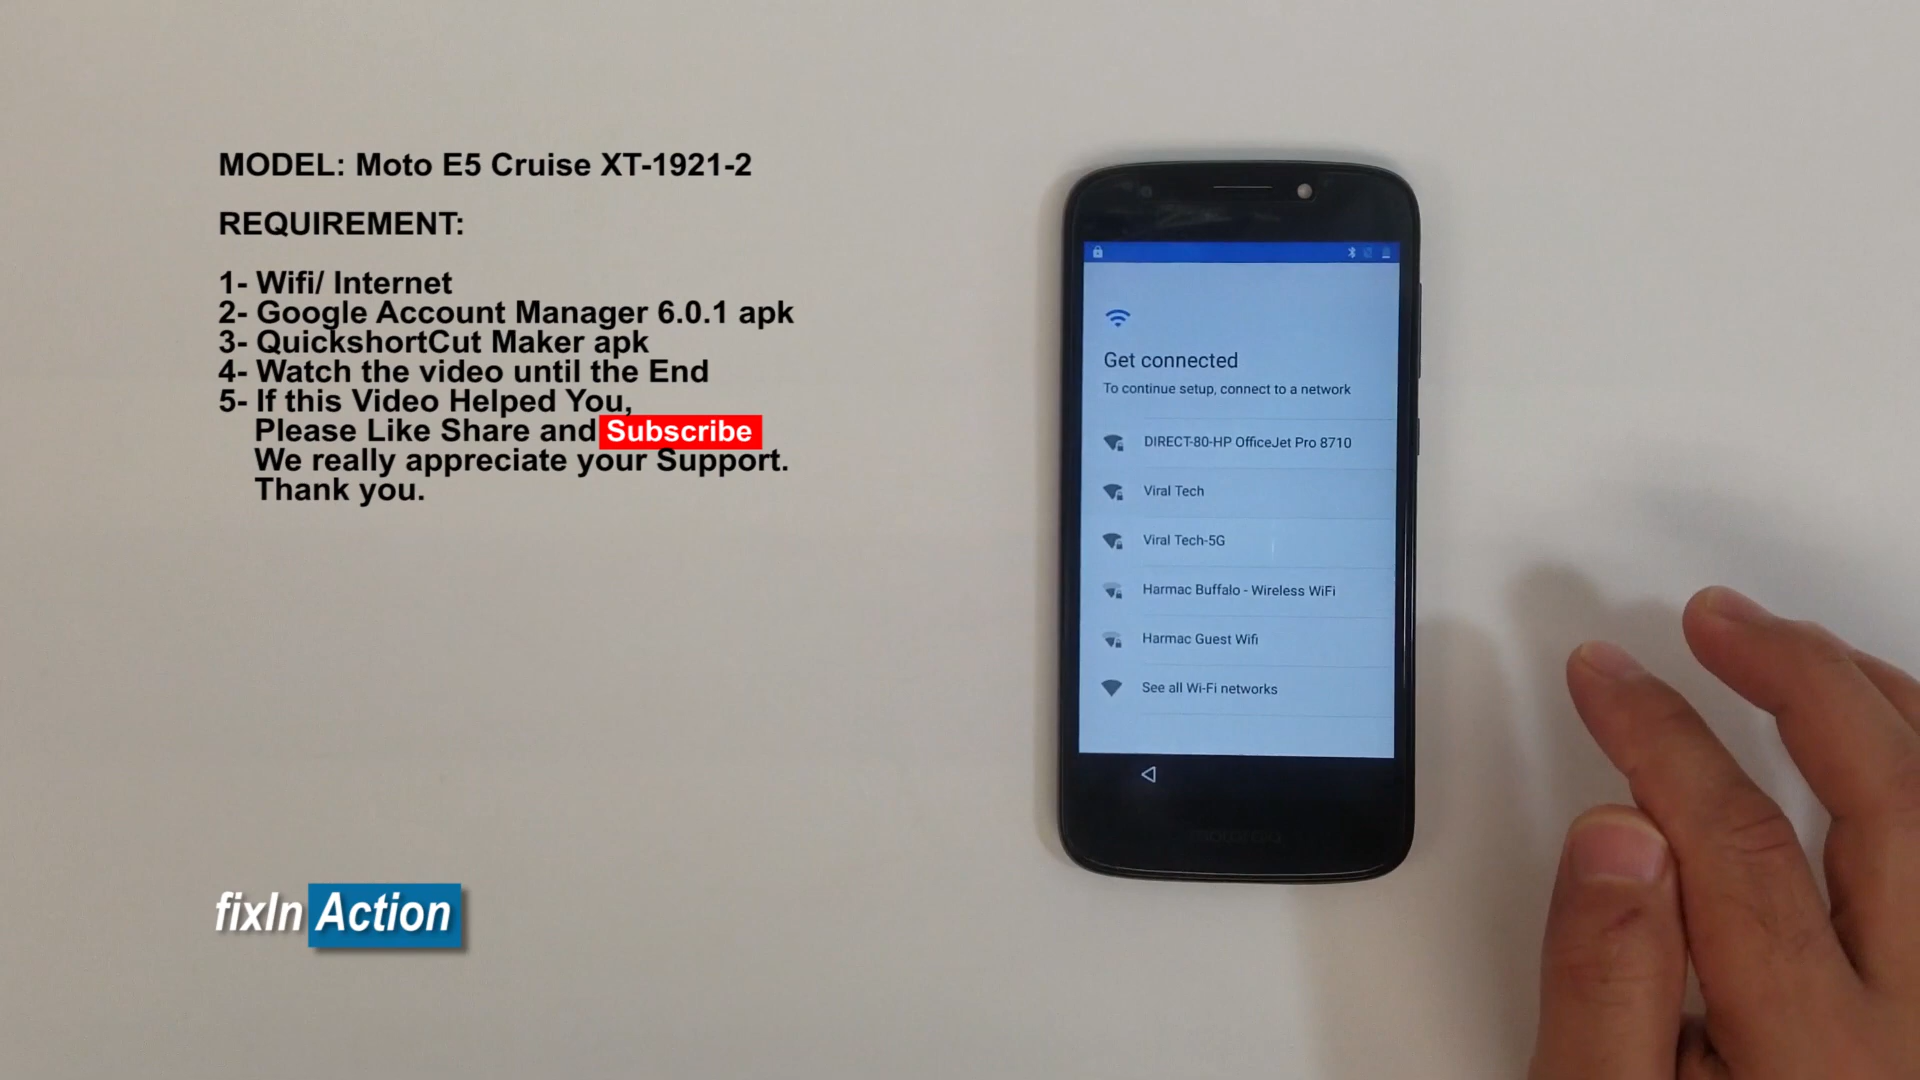 MODEL: Moto E5 Cruise XT-1921-2
REQUIREMENT:
1- Wifi/ Internet
2- Google Account Manager 6.0.1 apk
3- QuickshortCut Maker apk
4- Watch the video until the End
5- If this Video Helped You,
Please Like Share and Subscribe
We really appreciate your Support.
Thank you.
fixIn Action
Get connected
To continue setup, connect to a network
DIRECT-80-HP OfficeJet Pro 8710
Viral Tech
Viral Tech-5G
Harmac Buffalo - Wireless WiFi
Harmac Guest Wifi
See all Wi-Fi networks
motorola